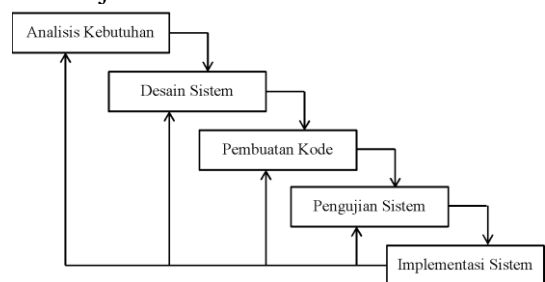 Analisis Kebutuhan
Desain Sistem
Pembuatan Kode
Pengujian Sistem
Implementasi Sistem